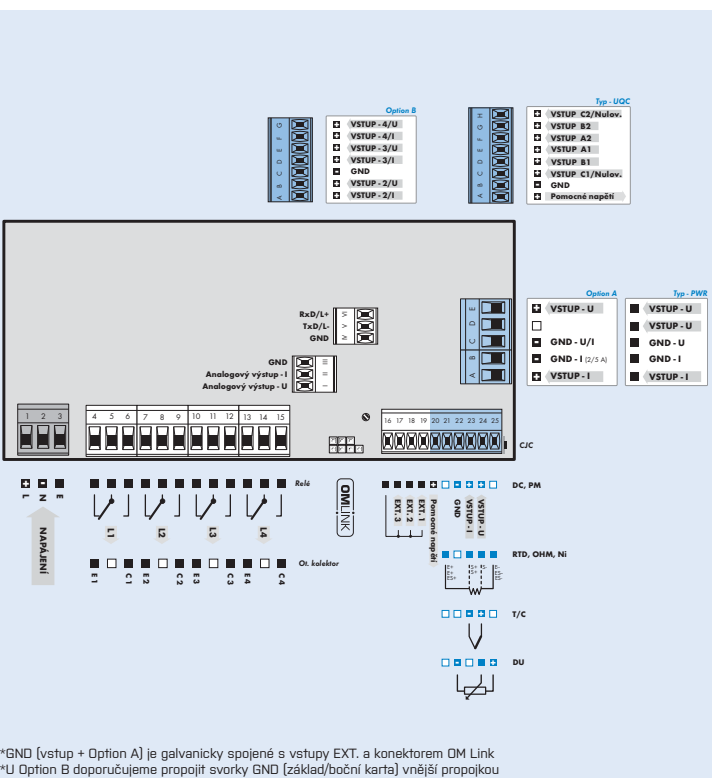 Option B
G VSTUP - 4/U
F VSTUP - 4/I
E VSTUP - 3/U
D VSTUP - 3/I
C GND
B VSTUP - 2/U
A VSTUP - 2/I
Typ - UQC
H VSTUP C2/Nulov.
G VSTUP B2
F VSTUP A2
E VSTUP A1
D VSTUP B1
C VSTUP C1/Nulov.
B GND
A Pomocné napětí
Option A
E VSTUP - U
D
C GND - U/I
B GND - I (2/5 A)
A VSTUP - I
Typ - PWR
VSTUP - U
VSTUP - U
GND - U
GND - I
VSTUP - I
RxD/L+ VI
TxD/L- V
GND IV
GND III
Analogový výstup - I II
Analogový výstup - U I
1 2 3
4 5 6 7 8 9 10 11 12 13 14 15
16 17 18 19 20 21 22 23 24 25
CJC
L N E
NAPÁJENÍ
Relé
L1 L2 L3 L4
Ot. kolektor
E1 C1 E2 C2 E3 C3 E4 C4
OMLINK
EXT. 3
EXT. 2
EXT. 1
Pomocné napětí
GND
VSTUP - I
VSTUP - U
DC, PM
RTD, OHM, Ni
E+ S+ S- E-
E+ S+ ES-
ES+ ES-
T/C
DU
*GND (vstup + Option A) je galvanicky spojené s vstupy EXT. a konektorem OM Link
*U Option B doporučujeme propojit svorky GND (základ/boční karta) vnější propojkou